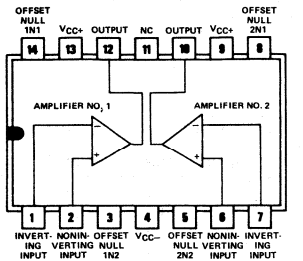 OFFSET NULL 1N1
VCC+
OUTPUT
NC
OUTPUT
VCC+
OFFSET NULL 2N1
14
13
12
11
10
9
8
AMPLIFIER NO. 1
AMPLIFIER NO. 2
−
−
+
+
1
2
3
4
5
6
7
INVERT-
ING
INPUT
NONIN-
VERTING
INPUT
OFFSET
NULL
1N2
VCC−
OFFSET
NULL
2N2
NONIN-
VERTING
INPUT
INVERT-
ING
INPUT